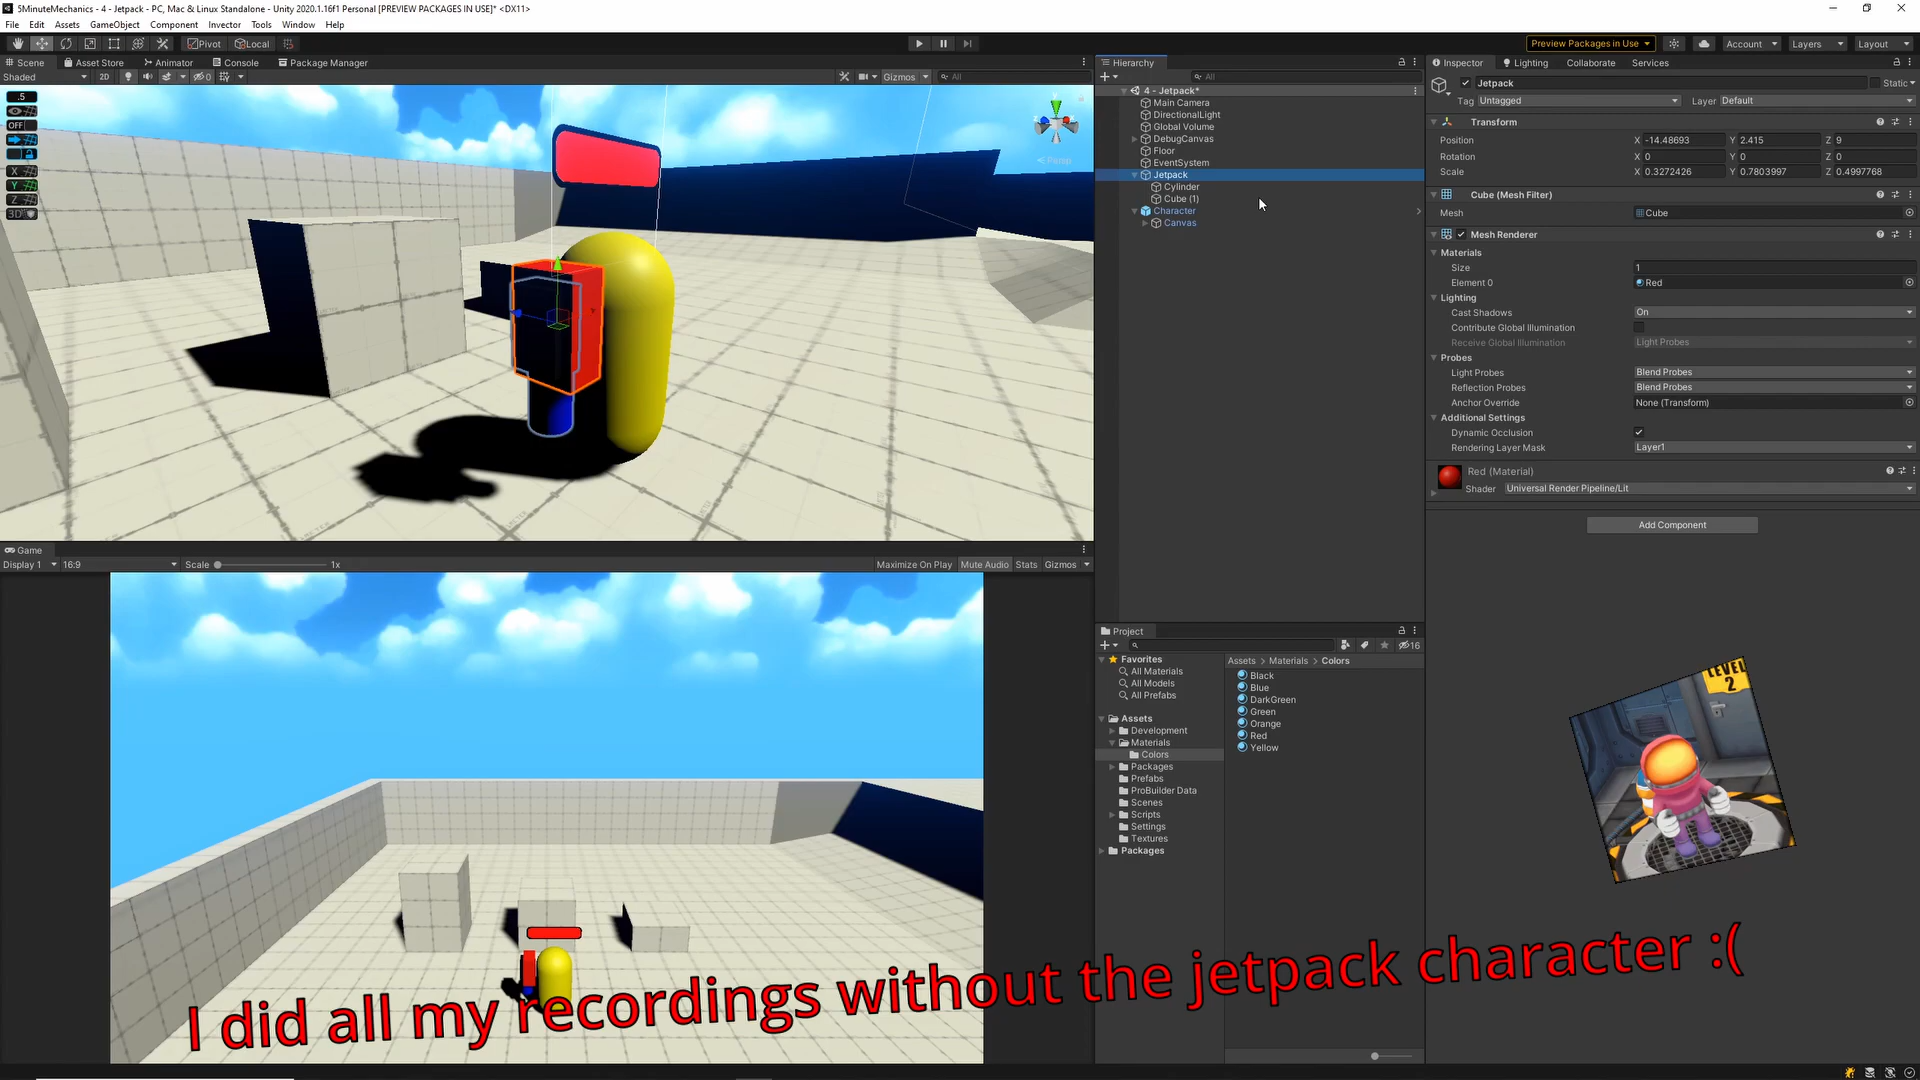 5MinuteMechanics - 4 - Jetpack - PC, Mac & Linux Standalone - Unity 2020.1.16f1 Personal [PREVIEW PACKAGES IN USE]* <DX11>
File Edit Assets GameObject Component Invector Tools Window Help
Pivot Local
Preview Packages in Use Account Layers Layout
Scene Asset Store Animator Console Package Manager
Shaded 2D 0 Gizmos All
.5
OFF
X
Y
Z
3D
Persp
Game
Display 1 16:9 Scale 1x Maximize On Play Mute Audio Stats Gizmos
Hierarchy
All
4 - Jetpack*
Main Camera
DirectionalLight
Global Volume
DebugCanvas
Floor
EventSystem
Jetpack
Cylinder
Cube (1)
Character
Canvas
Project
16
Favorites
All Materials
All Models
All Prefabs
Assets
Development
Materials
Colors
Packages
Prefabs
ProBuilder Data
Scenes
Scripts
Settings
Textures
Packages
Assets > Materials > Colors
Black
Blue
DarkGreen
Green
Orange
Red
Yellow
Inspector Lighting Collaborate Services
Jetpack Static
Tag Untagged Layer Default
Transform
Position X -14.48693 Y 2.415 Z 9
Rotation X 0 Y 0 Z 0
Scale X 0.3272426 Y 0.7803997 Z 0.4997768
Cube (Mesh Filter)
Mesh Cube
Mesh Renderer
Materials
Size 1
Element 0 Red
Lighting
Cast Shadows On
Contribute Global Illumination
Receive Global Illumination Light Probes
Probes
Light Probes Blend Probes
Reflection Probes Blend Probes
Anchor Override None (Transform)
Additional Settings
Dynamic Occlusion
Rendering Layer Mask Layer1
Red (Material)
Shader Universal Render Pipeline/Lit
Add Component
LEVEL
2
I did all my recordings without the jetpack character :(